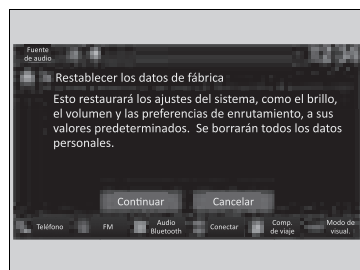 Fuente
de audio
Restablecer los datos de fábrica
Esto restaurará los ajustes del sistema, como el brillo,
el volumen y las preferencias de enrutamiento, a sus
valores predeterminados. Se borrarán todos los datos
personales.
Continuar
Cancelar
Teléfono
FM
Audio
Bluetooth
Conectar
Comp.
de viaje
Modo de
visual.